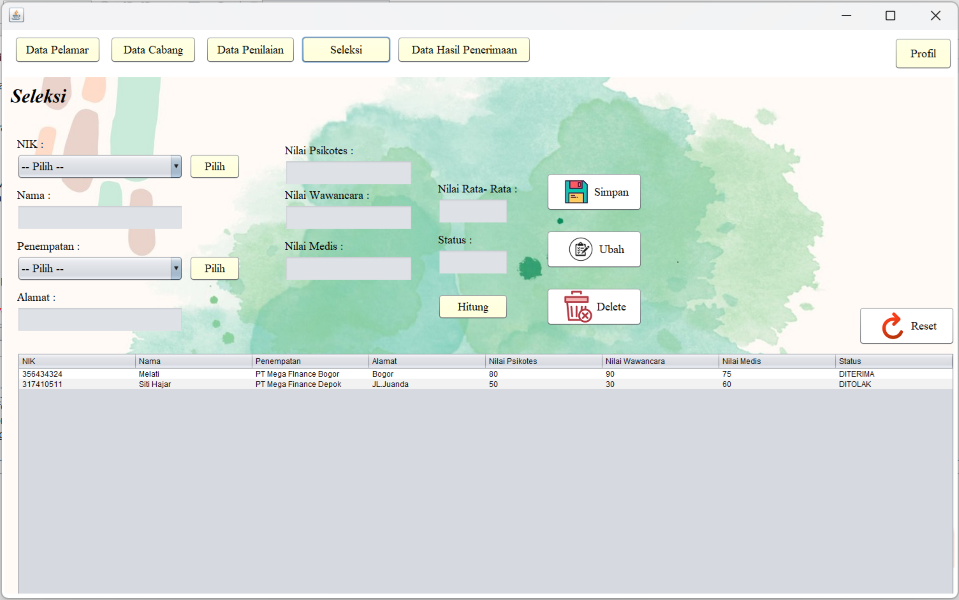 Data Pelamar Data Cabang Data Penilaian Seleksi Data Hasil Penerimaan Profil
Seleksi
NIK :
-- Pilih -- Pilih
Nama :
Penempatan :
-- Pilih -- Pilih
Alamat :
Nilai Psikotes :
Nilai Wawancara :
Nilai Medis :
Nilai Rata- Rata :
Status :
Hitung
Simpan
Ubah
Delete
Reset
NIK Nama Penempatan Alamat Nilai Psikotes Nilai Wawancara Nilai Medis Status
356434324 Melati PT Mega Finance Bogor Bogor 80 90 75 DITERIMA
317410511 Siti Hajar PT Mega Finance Depok JL.Juanda 50 30 60 DITOLAK